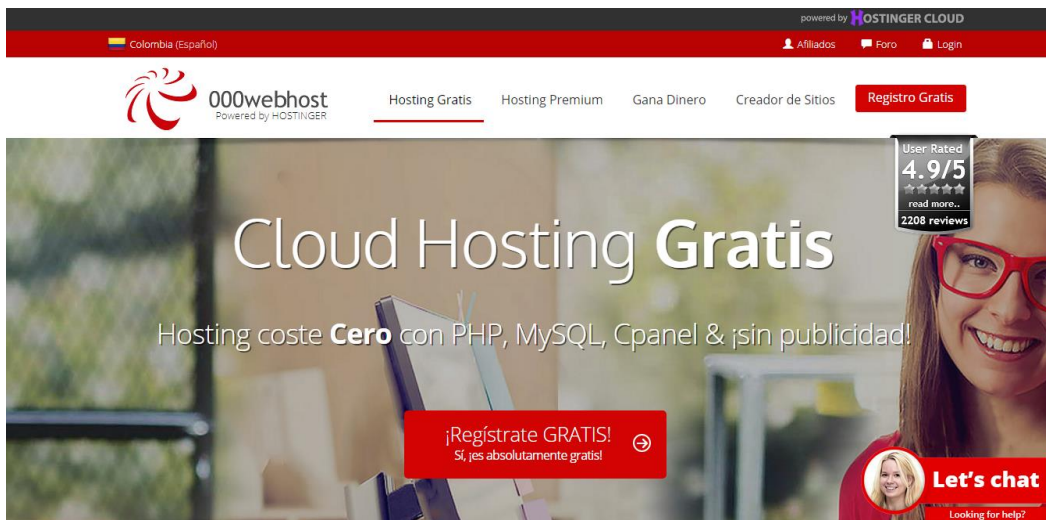 powered by HOSTINGER CLOUD
Colombia (Español)
Afiliados
Foro
Login
000webhost
Powered by HOSTINGER
Hosting Gratis
Hosting Premium
Gana Dinero
Creador de Sitios
Registro Gratis
User Rated
4.9/5
read more..
2208 reviews
Cloud Hosting Gratis
Hosting coste Cero con PHP, MySQL, Cpanel & ¡sin publicidad!
¡Regístrate GRATIS!
Sí, ¡es absolutamente gratis!
Let's chat
Looking for help?